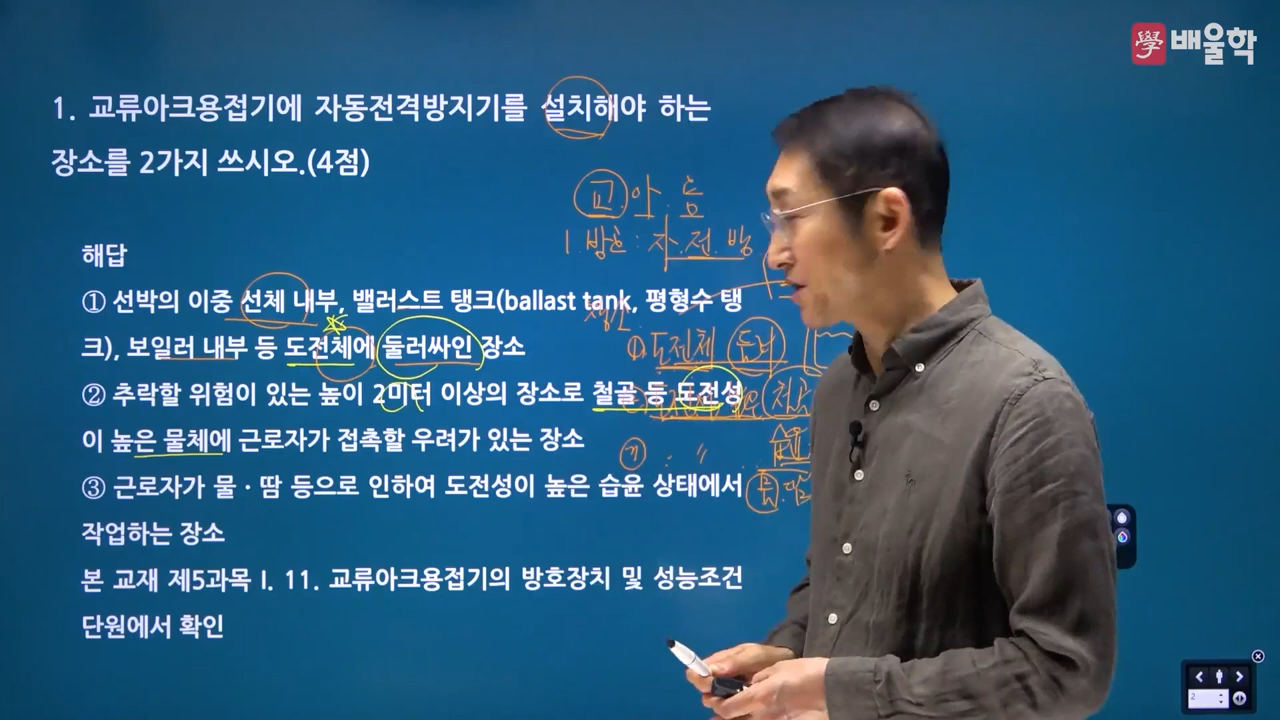 學 배울학
1. 교류아크용접기에 자동전격방지기를 설치해야 하는
장소를 2가지 쓰시오.(4점)
교 아 용
1. 방호 : 자.전.방
해답
① 선박의 이중 선체 내부, 밸러스트 탱크(ballast tank, 평형수 탱
크), 보일러 내부 등 도전체에 둘러싸인 장소
① 도전체
② 추락할 위험이 있는 높이 2미터 이상의 장소로 철골 등 도전성
이 높은 물체에 근로자가 접촉할 우려가 있는 장소
③ 근로자가 물 · 땀 등으로 인하여 도전성이 높은 습윤 상태에서
작업하는 장소
본 교재 제5과목 I. 11. 교류아크용접기의 방호장치 및 성능조건
단원에서 확인
2